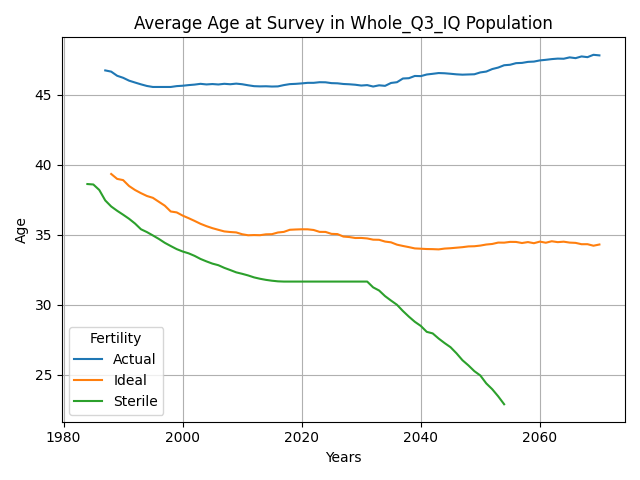 Average Age at Survey in Whole_Q3_IQ Population
Age
45
40
35
30
25
Fertility
Actual
Ideal
Sterile
1980
2000
2020
2040
2060
Years